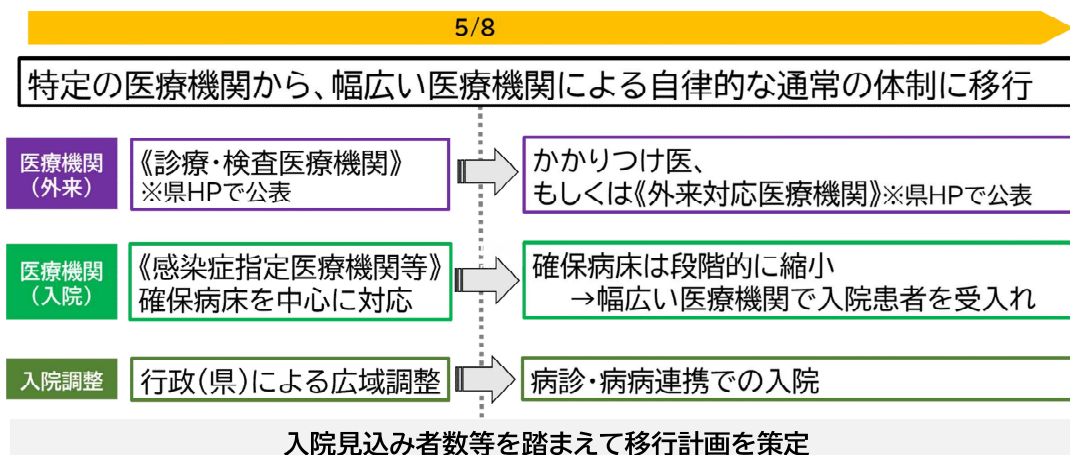 5/8
特定の医療機関から、幅広い医療機関による自律的な通常の体制に移行
医療機関
（外来）
《診療・検査医療機関》
※県HPで公表
かかりつけ医、
もしくは《外来対応医療機関》※県HPで公表
医療機関
（入院）
《感染症指定医療機関等》
確保病床を中心に対応
確保病床は段階的に縮小
→幅広い医療機関で入院患者を受入れ
入院調整
行政（県）による広域調整
病診・病病連携での入院
入院見込み者数等を踏まえて移行計画を策定